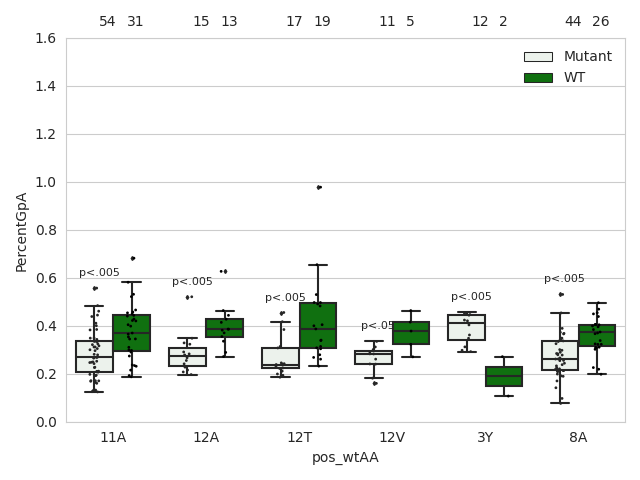 54 31 15 13 17 19 11 5 12 2 44 26
1.6
1.4
1.2
1.0
0.8
0.6
0.4
0.2
0.0
PercentGpA
Mutant
WT
p<.005
p<.005
p<.005
p<.05
p<.005
p<.005
11A 12A 12T 12V 3Y 8A
pos_wtAA